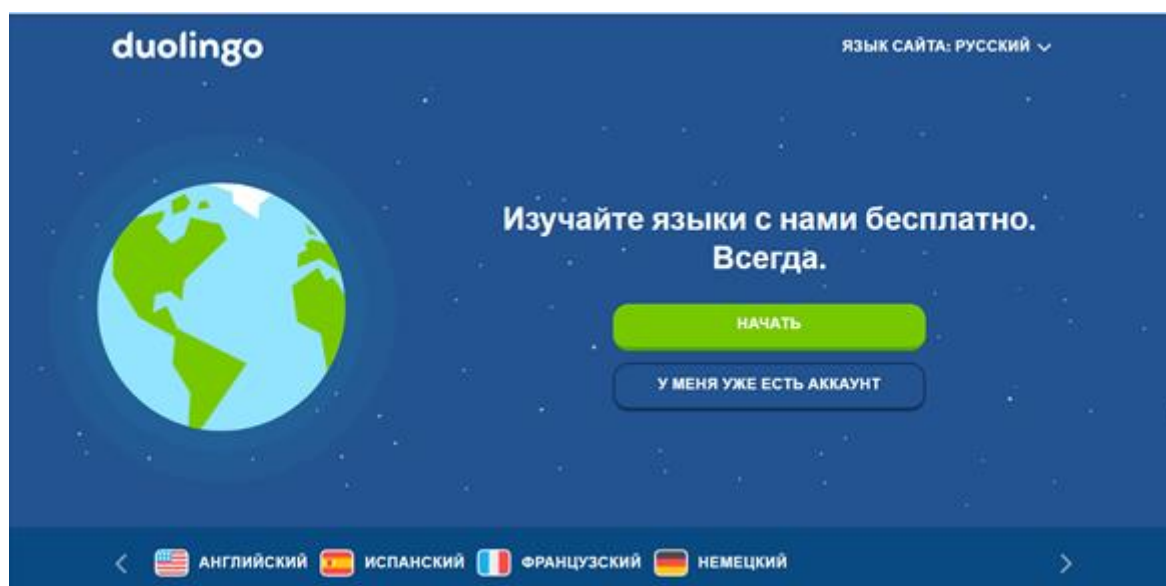 duolingo
ЯЗЫК САЙТА: РУССКИЙ
Изучайте языки с нами бесплатно.
Всегда.
НАЧАТЬ
У МЕНЯ УЖЕ ЕСТЬ АККАУНТ
АНГЛИЙСКИЙ ИСПАНСКИЙ ФРАНЦУЗСКИЙ НЕМЕЦКИЙ